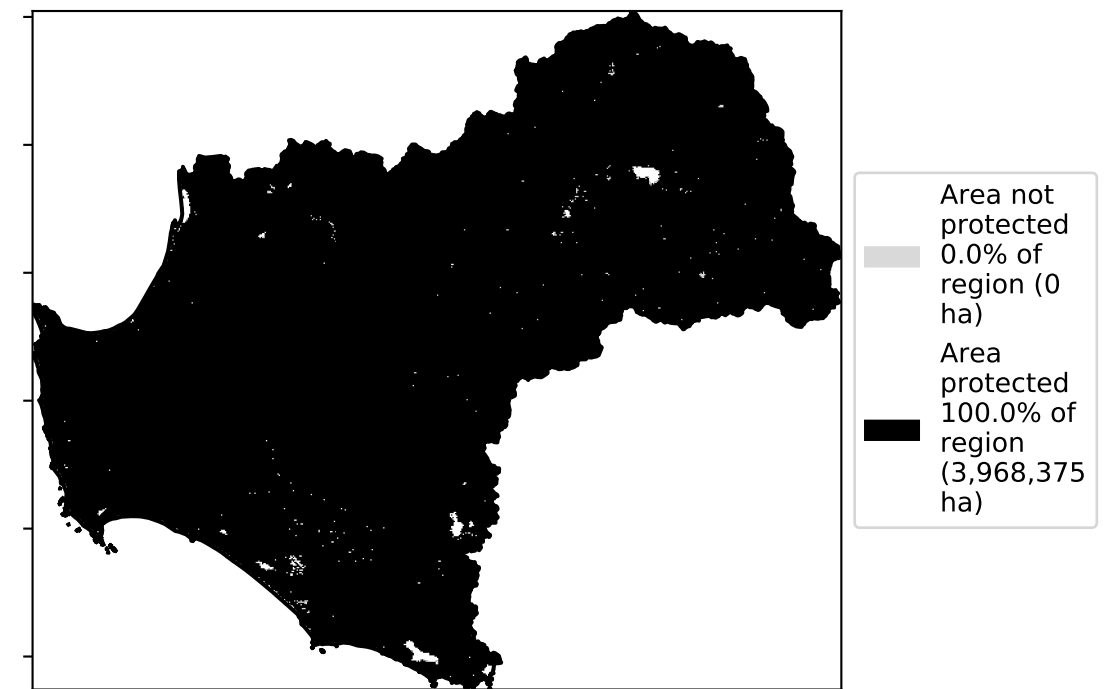 Area not
protected
0.0% of
region (0
ha)
Area
protected
100.0% of
region
(3,968,375
ha)